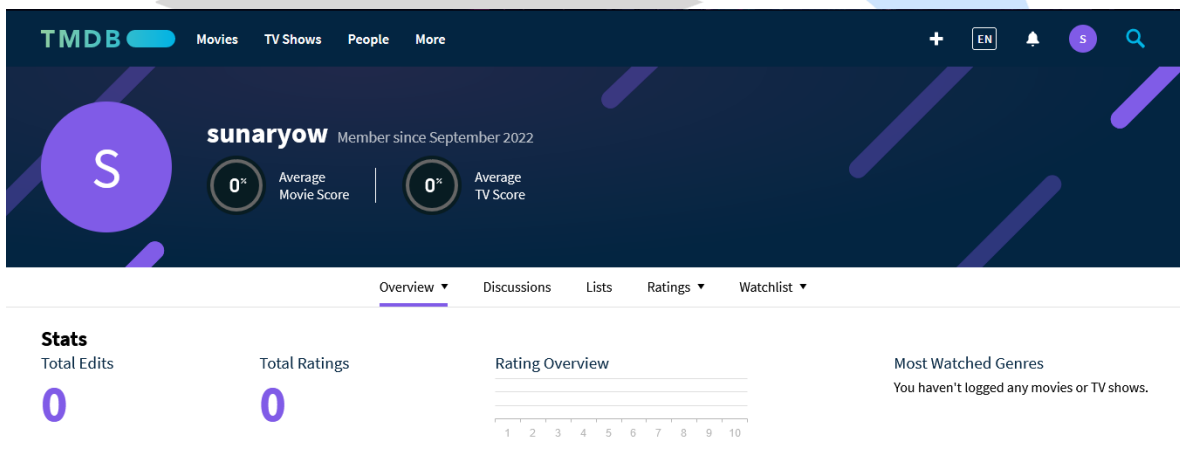 TMDB Movies TV Shows People More + EN S
S
sunaryow Member since September 2022
0% Average Movie Score
0% Average TV Score
Overview ▼ Discussions Lists Ratings ▼ Watchlist ▼
Stats
Total Edits
0
Total Ratings
0
Rating Overview
1 2 3 4 5 6 7 8 9 10
Most Watched Genres
You haven't logged any movies or TV shows.